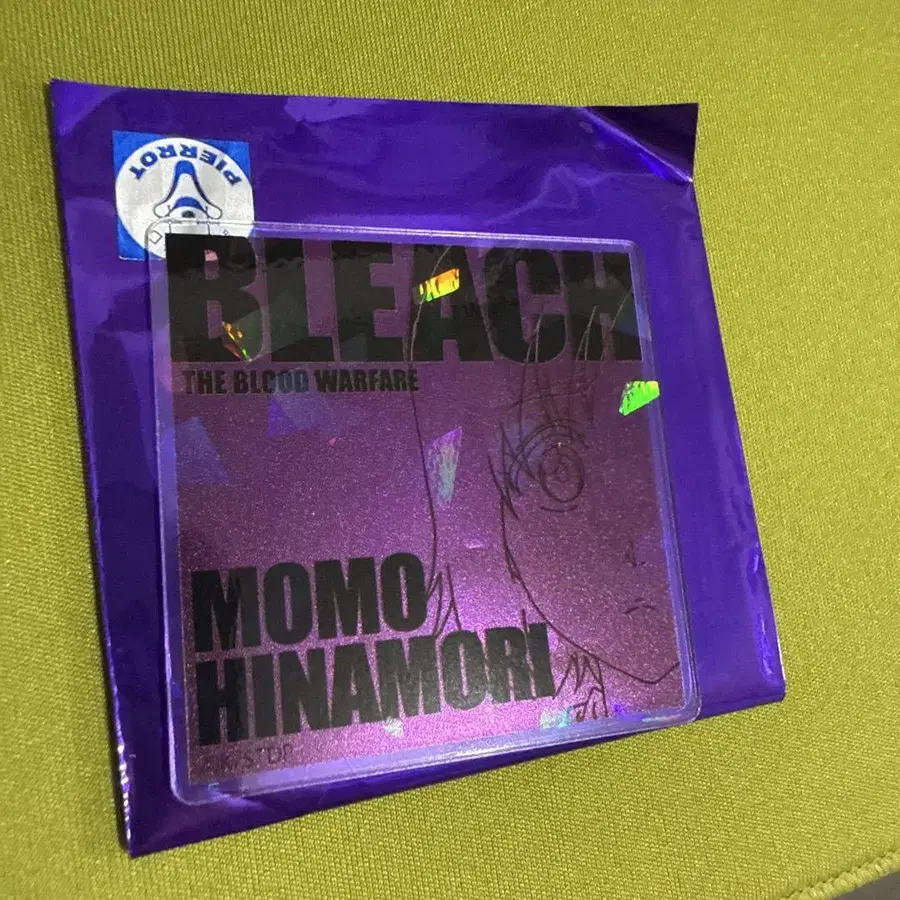 PIERROT
BLEACH
THE BLOOD WARFARE
MOMO
HINAMORI